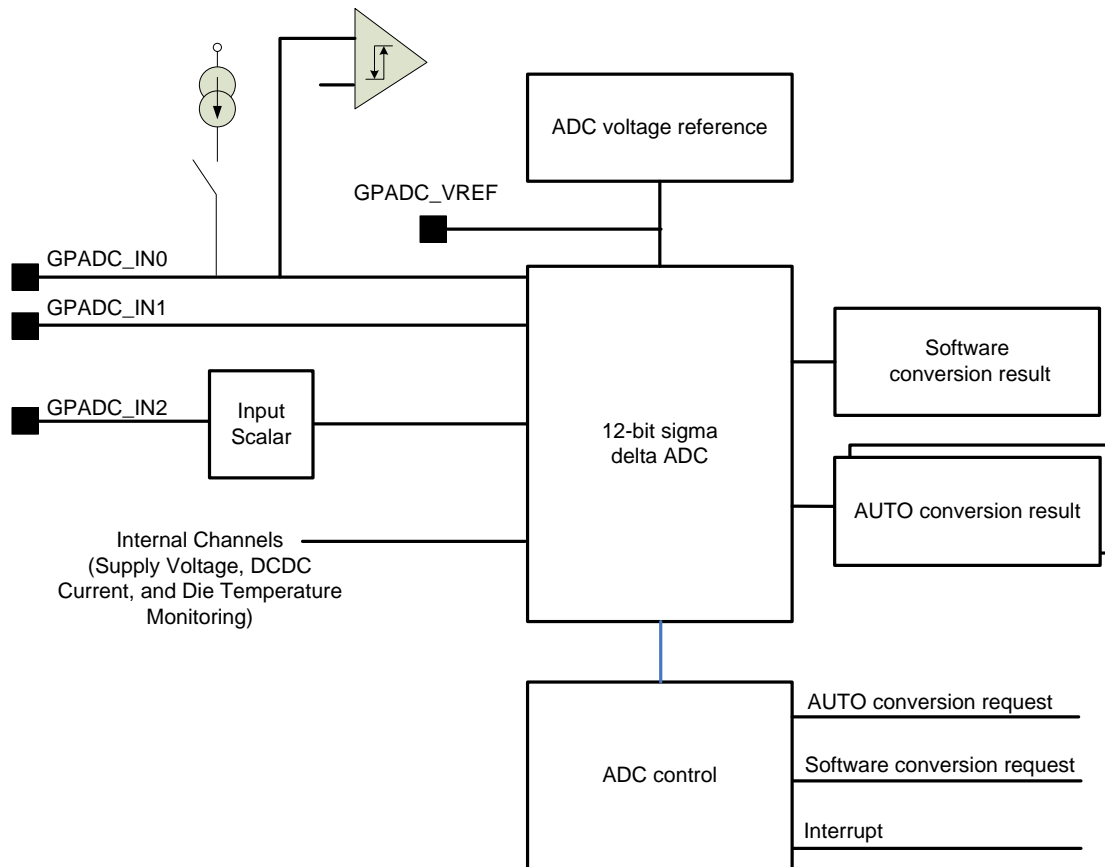 ADC voltage reference
GPADC_VREF
GPADC_IN0
GPADC_IN1
GPADC_IN2
Input
Scalar
12-bit sigma
delta ADC
Software
conversion result
AUTO conversion result
Internal Channels
(Supply Voltage, DCDC
Current, and Die Temperature
Monitoring)
ADC control
AUTO conversion request
Software conversion request
Interrupt